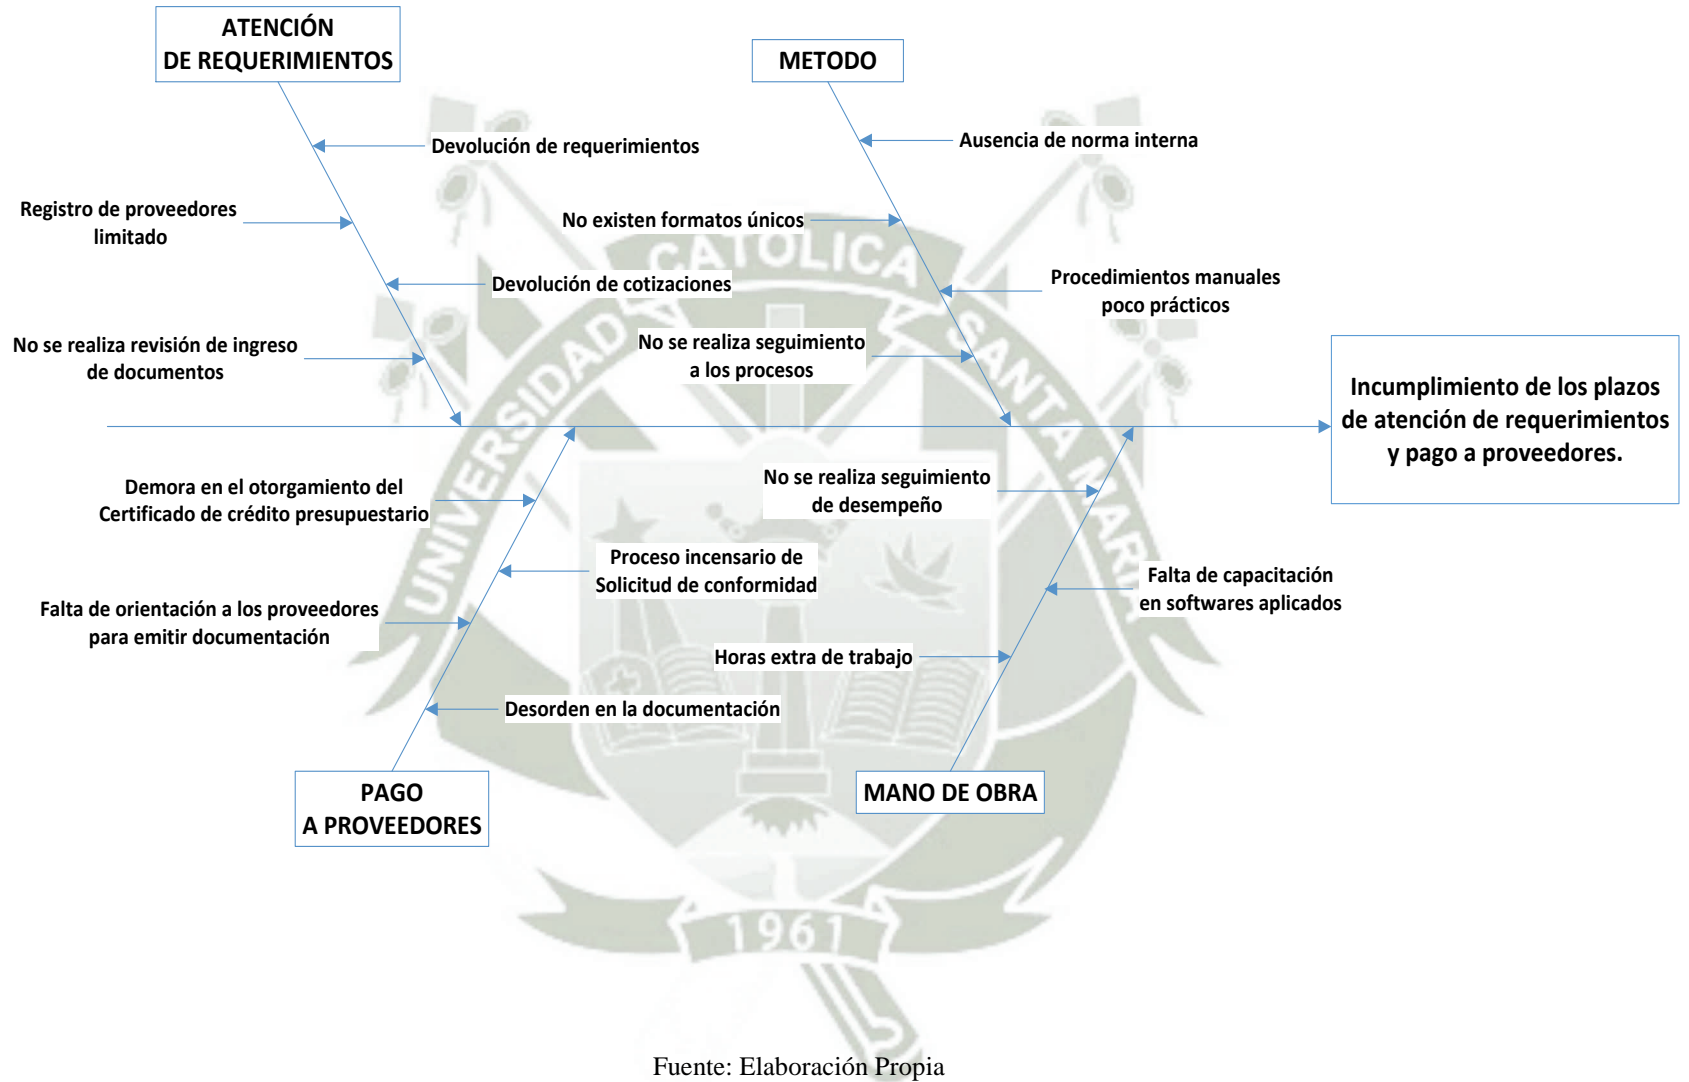 ATENCIÓN
DE REQUERIMIENTOS
METODO
Devolución de requerimientos
Ausencia de norma interna
Registro de proveedores
limitado
No existen formatos únicos
Devolución de cotizaciones
Procedimientos manuales
poco prácticos
No se realiza revisión de ingreso
de documentos
No se realiza seguimiento
a los procesos
Incumplimiento de los plazos
de atención de requerimientos
y pago a proveedores.
Demora en el otorgamiento del
Certificado de crédito presupuestario
No se realiza seguimiento
de desempeño
Proceso incensario de
Solicitud de conformidad
Falta de capacitación
en softwares aplicados
Falta de orientación a los proveedores
para emitir documentación
Horas extra de trabajo
Desorden en la documentación
PAGO
A PROVEEDORES
MANO DE OBRA
UNIVERSIDAD CATOLICA SANTA MARIA
1961
Fuente: Elaboración Propia